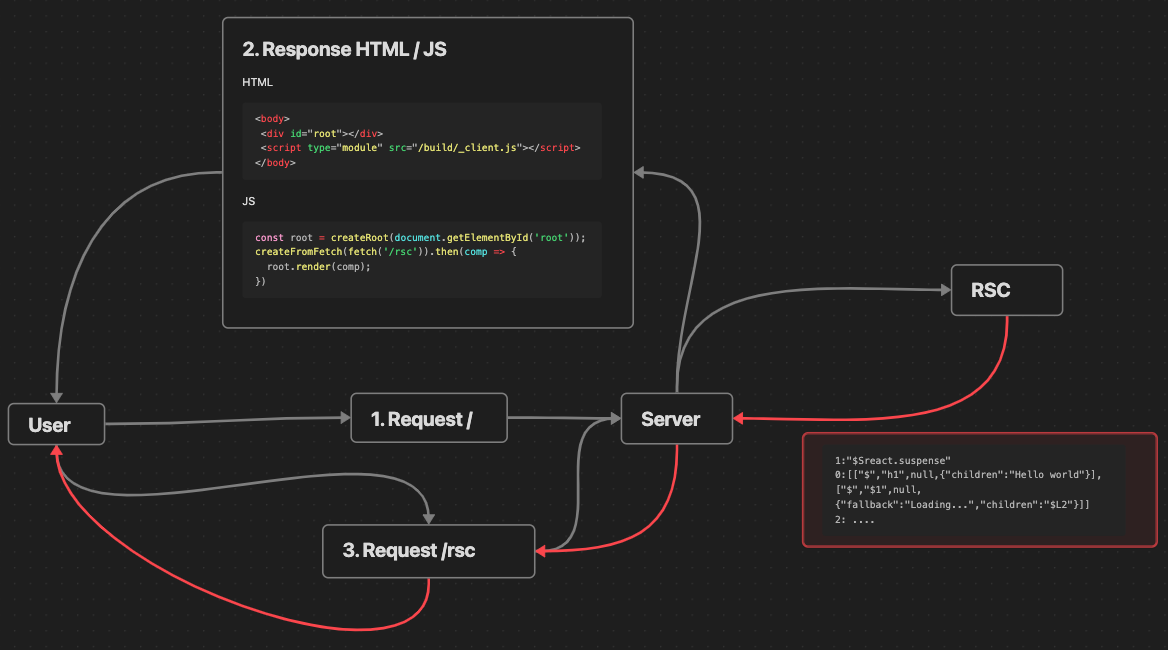 2. Response HTML / JS
HTML
<body>
<div id="root"></div>
<script type="module" src="/build/_client.js"></script>
</body>
JS
const root = createRoot(document.getElementById('root'));
createFromFetch(fetch('/rsc')).then(comp => {
root.render(comp);
})
RSC
User
1. Request /
Server
1:"$Sreact.suspense"
0:[["$","h1",null,{"children":"Hello world"}],
["$","$1",null,
{"fallback":"Loading...","children":"$L2"}]]
2: ....
3. Request /rsc